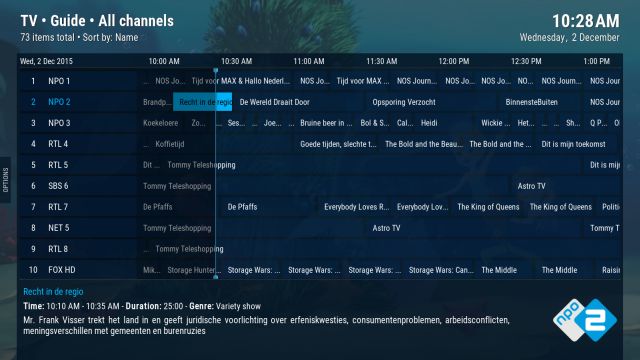 TV • Guide • All channels
10:28 AM
73 items total • Sort by: Name
Wednesday, 2 December
Wed, 2 Dec 2015 10:00 AM 10:30 AM 11:00 AM 11:30 AM 12:00 PM 12:30 PM 1:00 PM
1 NPO 1 ... NOS Jo... Tijd voor MAX & Hallo Nederl... NOS Jo... Tijd voor MAX ... NOS Journ... NOS Jo... NOS Journ... NOS Jo... NOS Jour
2 NPO 2 Brandp... Recht in de regio De Wereld Draait Door Opsporing Verzocht BinnensteBuiten NOS Jour
3 NPO 3 Koekeloere Zo... ... Ses... Joe... ... Bruine beer in ... Bol & S... Cal... Heidi Wickie ... Het... ... ... Sh... Q P... O
4 RTL 4 ... Koffietijd Goede tijden, slechte t... The Bold and the Beau... The Bold and the ... Dit is mijn toekomst
5 RTL 5 Dit ... Tommy Teleshopping Dit is mijn
6 SBS 6 Tommy Teleshopping Astro TV
7 RTL 7 De Pfaffs De Pfaffs Everybody Loves R... Everybody Lov... The King of Queens The King of Queens Politi
8 NET 5 Tommy Teleshopping Astro TV Tommy T
9 RTL 8 ... Tommy Teleshopping
10 FOX HD Mik... Storage Hunter... Storage Wars: ... Storage Wars: ... Storage Wars: ... Storage Wars: Can... The Middle The Middle Raisin
OPTIONS
Recht in de regio
Time: 10:10 AM - 10:35 AM - Duration: 25:00 - Genre: Variety show
Mr. Frank Visser trekt het land in en geeft juridische voorlichting over erfeniskwesties, consumentenproblemen, arbeidsconflicten,
meningsverschillen met gemeenten en burenruzies
npo 2